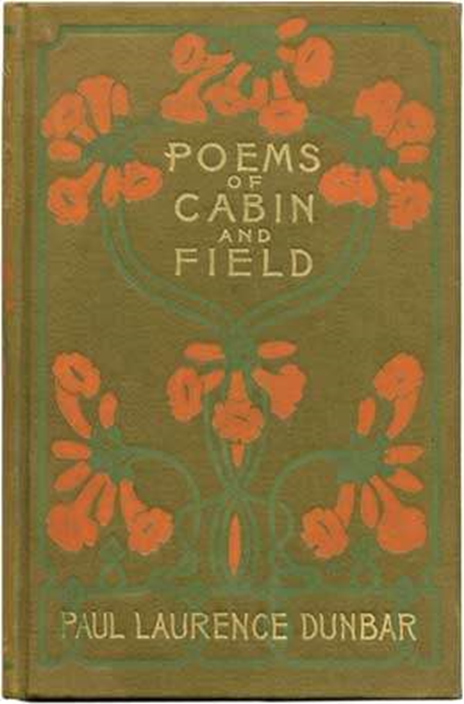 POEMS
OF
CABIN
AND
FIELD
PAUL LAURENCE DUNBAR